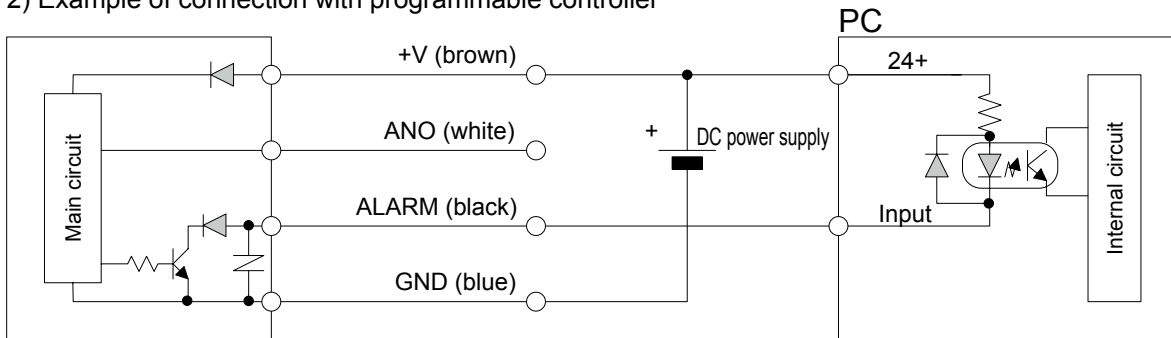 2) Example of connection with programmable controller
PC
+V (brown)
24+
ANO (white)
+ DC power supply
Main circuit
Internal circuit
ALARM (black)
Input
GND (blue)